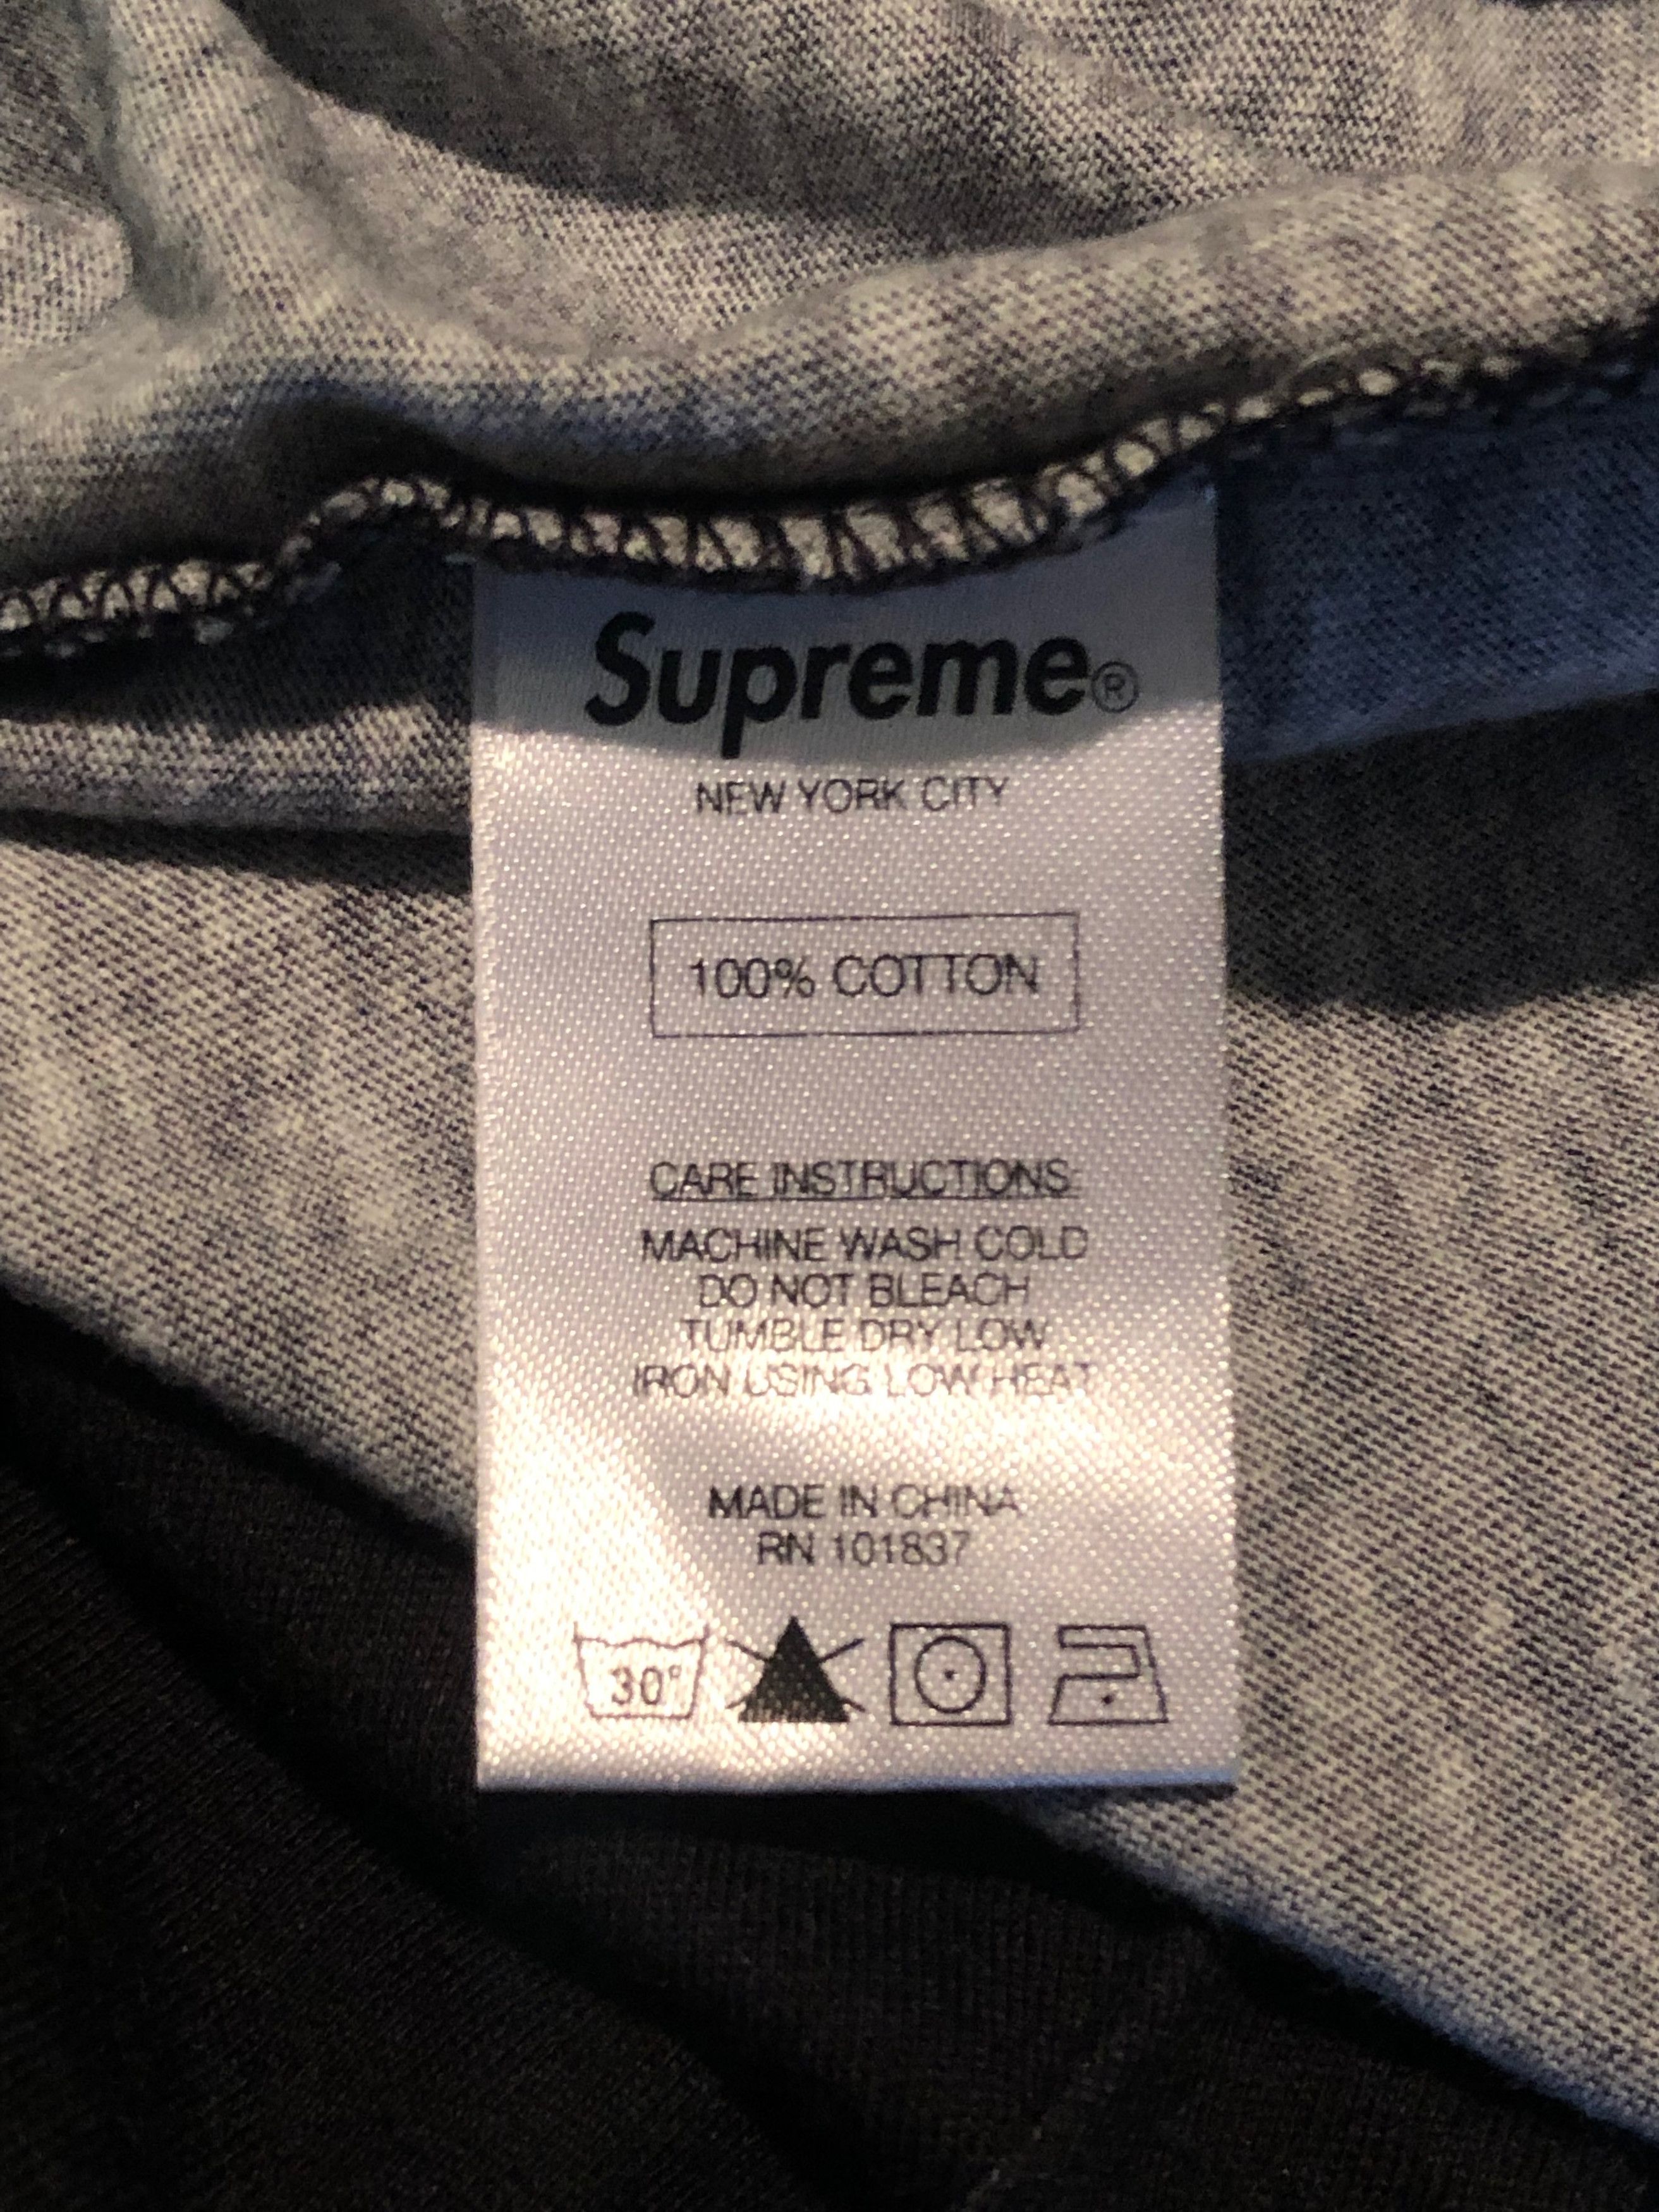 Supreme®
NEW YORK CITY
100% COTTON
CARE INSTRUCTIONS:
MACHINE WASH COLD
DO NOT BLEACH
TUMBLE DRY LOW
IRON USING LOW HEAT
MADE IN CHINA
RN 101837
30°